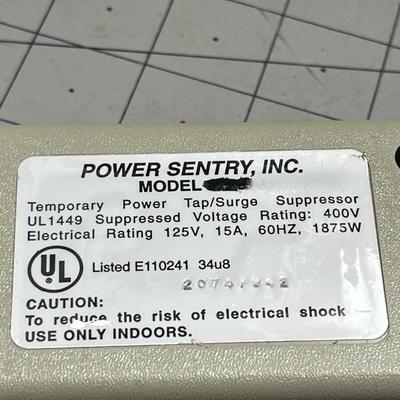 POWER SENTRY, INC.
MODEL
Temporary Power Tap/Surge Suppressor
UL1449 Suppressed Voltage Rating: 400V
Electrical Rating 125V, 15A, 60HZ, 1875W
UL Listed E110241 34u8
CAUTION:
To reduce the risk of electrical shock —
USE ONLY INDOORS.